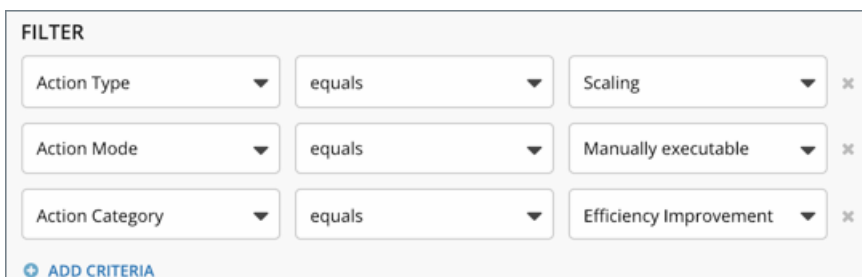 FILTER
Action Type equals Scaling
Action Mode equals Manually executable
Action Category equals Efficiency Improvement
ADD CRITERIA